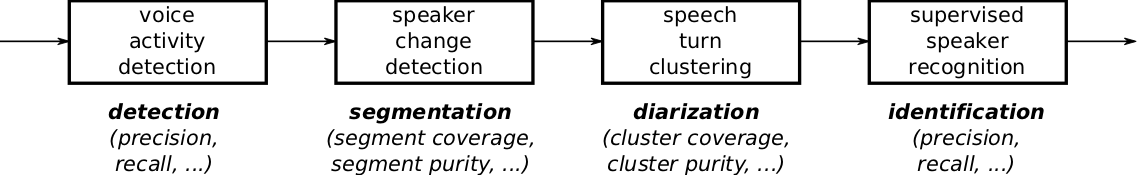 voice
activity
detection
speaker
change
detection
speech
turn
clustering
supervised
speaker
recognition
detection
(precision,
recall, ...)
segmentation
(segment coverage,
segment purity, ...)
diarization
(cluster coverage,
cluster purity, ...)
identification
(precision,
recall, ...)